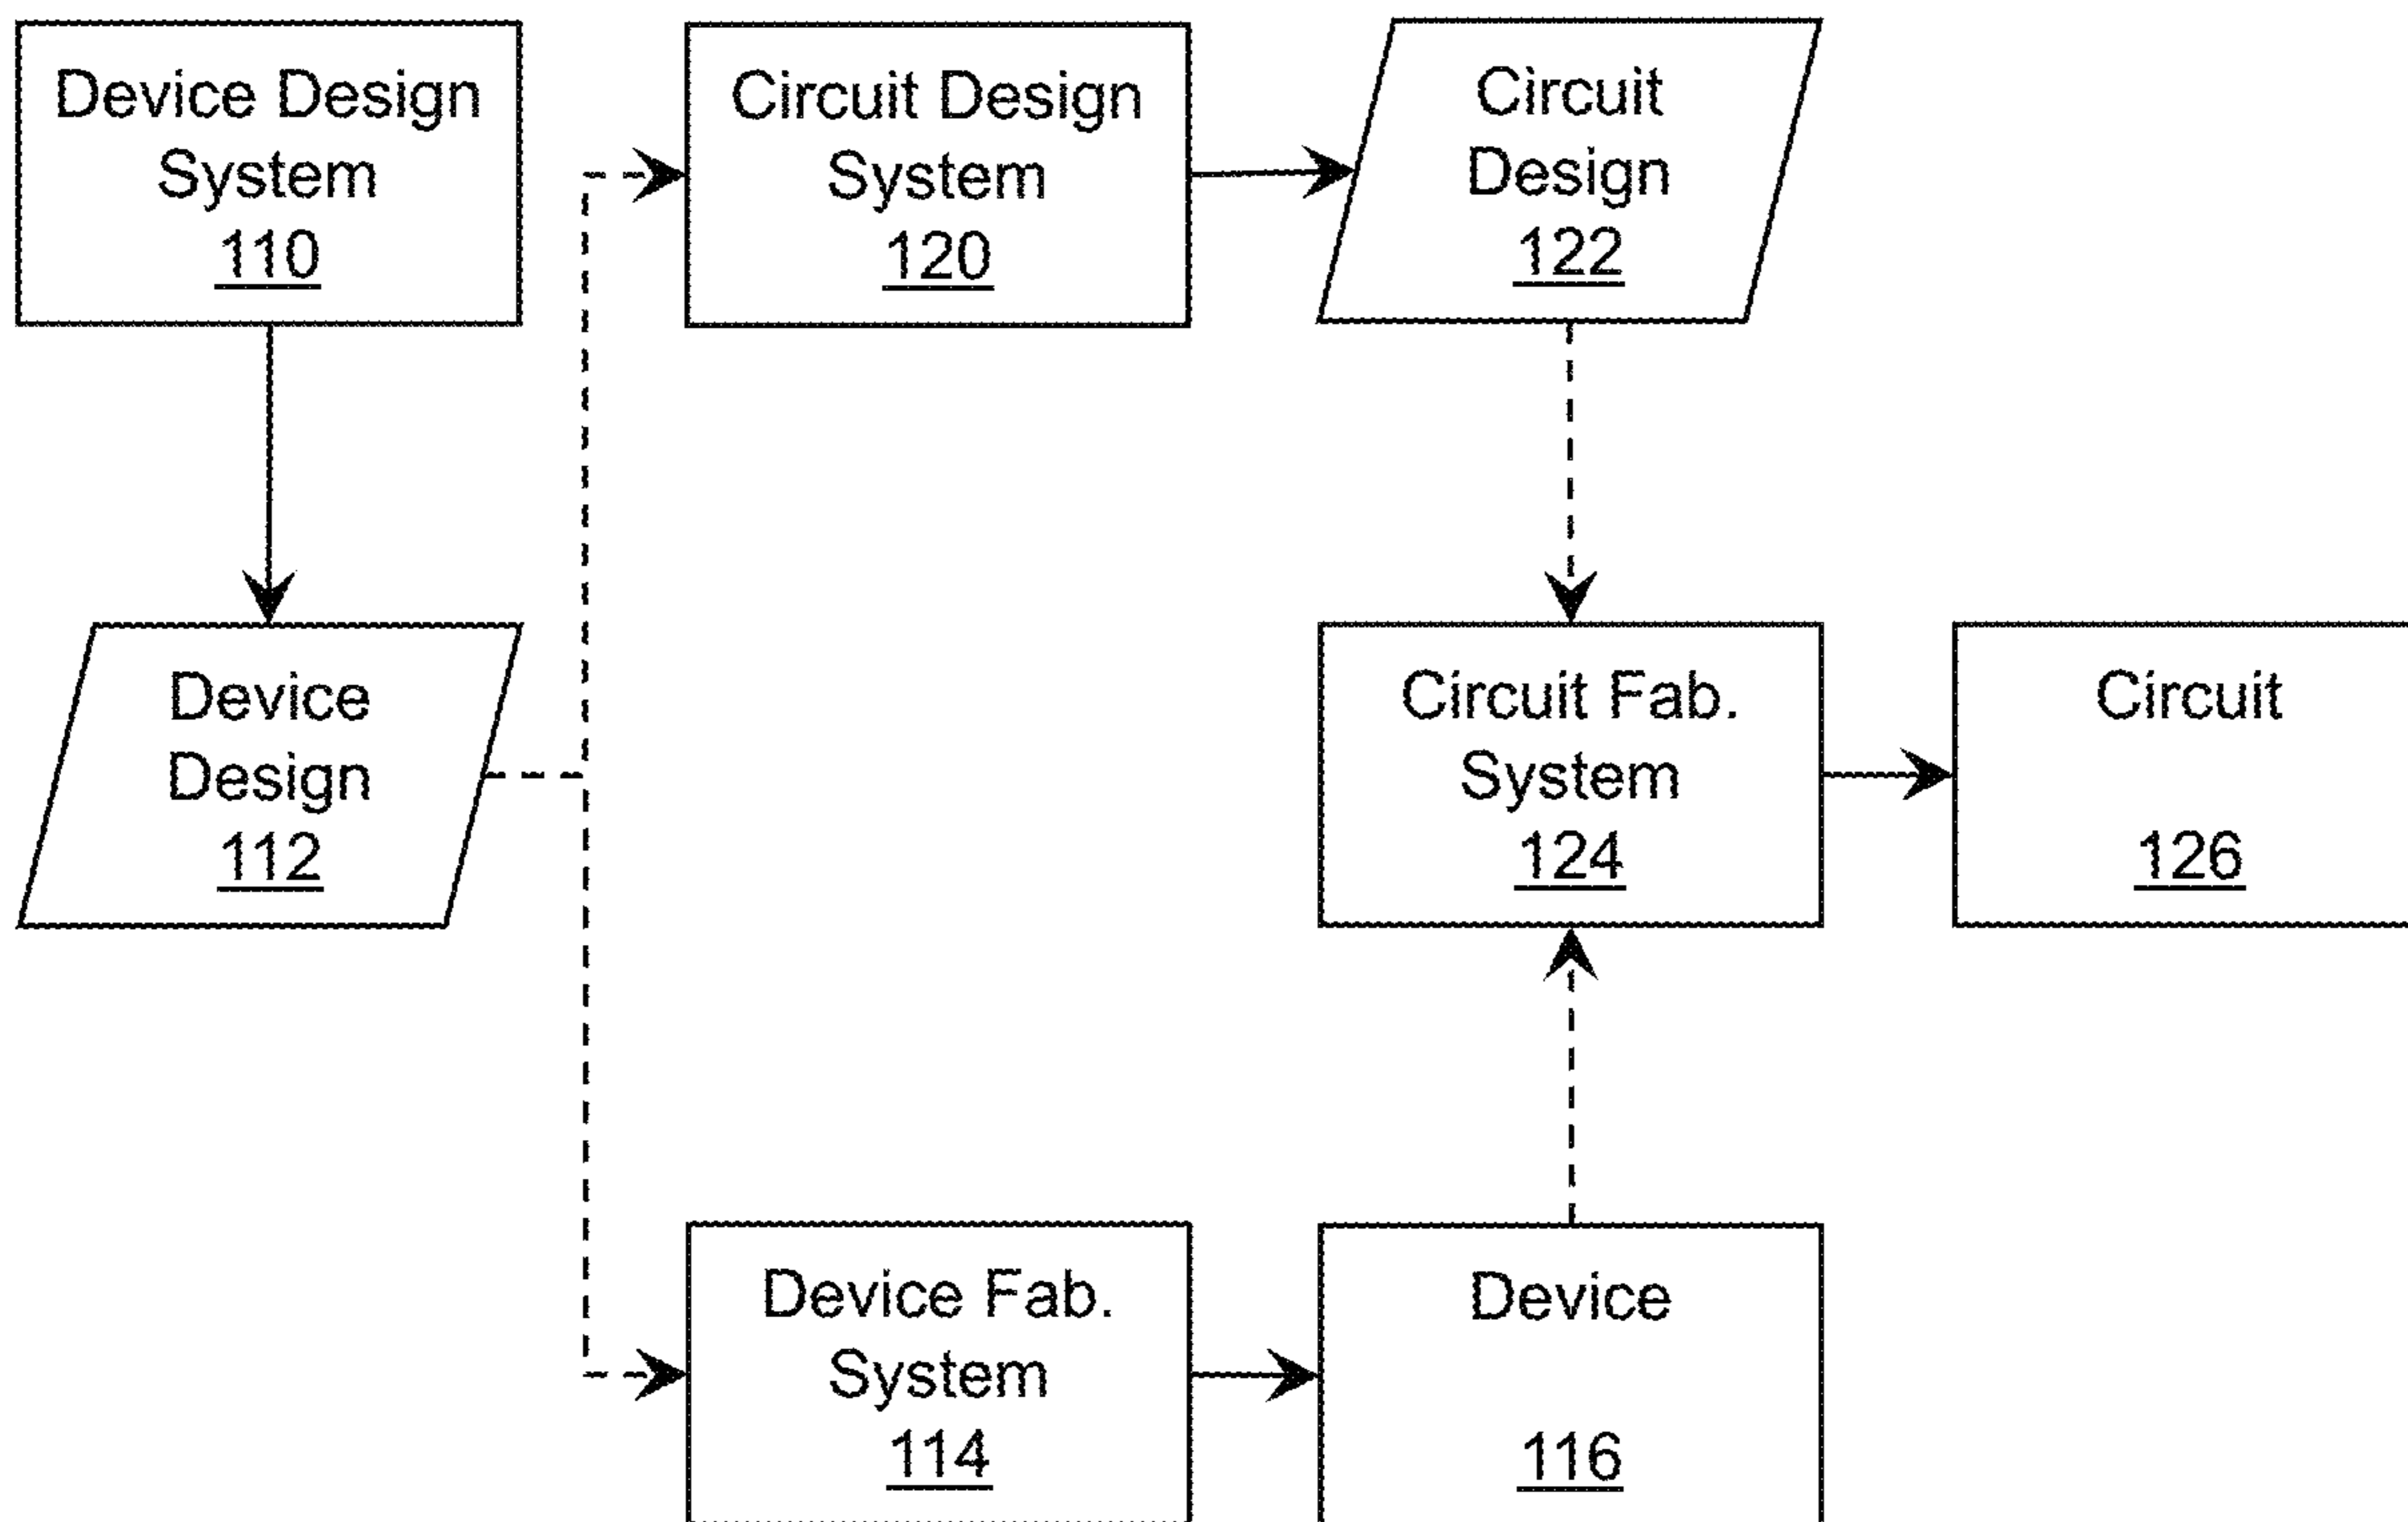 Device Design
System
110
Circuit Design
System
120
Circuit
Design
122
Device
Design
112
Circuit Fab.
System
124
Circuit
126
Device Fab.
System
114
Device
116